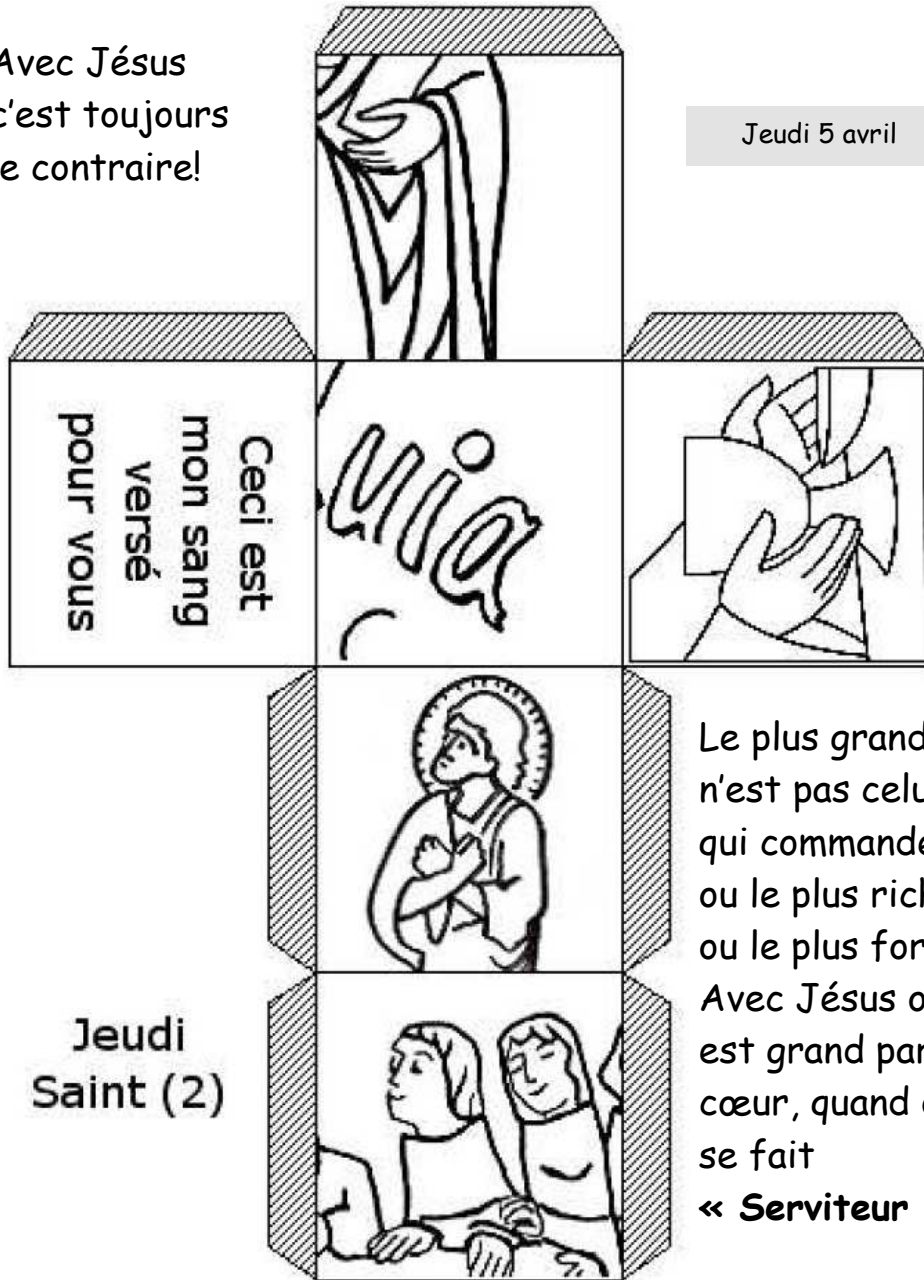 Avec Jésus
c'est toujours
e contraire!
Jeudi 5 avril
Ceci est
mon sang
versé
pour vous
uia
Le plus grand
n'est pas celu
qui commande
ou le plus rich
ou le plus for
Avec Jésus o
est grand par
cœur, quand
se fait
« Serviteur
Jeudi
Saint (2)